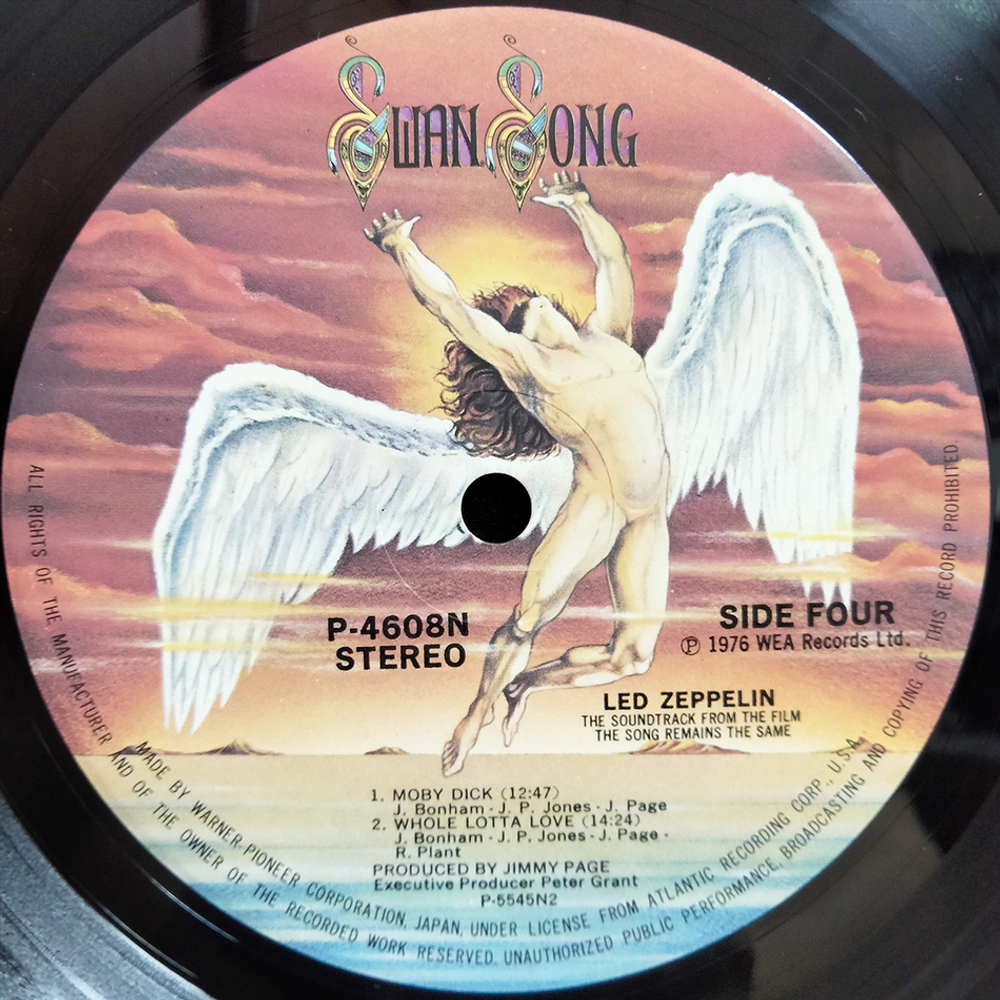 SWAN SONG
P-4608N
STEREO
SIDE FOUR
Ⓟ 1976 WEA Records Ltd.
LED ZEPPELIN
THE SOUNDTRACK FROM THE FILM
THE SONG REMAINS THE SAME
1. MOBY DICK (12:47)
J. Bonham · J. P. Jones · J. Page
2. WHOLE LOTTA LOVE (14:24)
J. Bonham · J. P. Jones · J. Page ·
R. Plant
PRODUCED BY JIMMY PAGE
Executive Producer Peter Grant
P-5545N2
MADE BY WARNER-PIONEER CORPORATION, JAPAN, UNDER LICENSE FROM ATLANTIC RECORDING CORP., U.S.A.
ALL RIGHTS OF THE MANUFACTURER AND OF THE OWNER OF THE RECORDED WORK RESERVED. UNAUTHORIZED PUBLIC PERFORMANCE, BROADCASTING AND COPYING OF THIS RECORD PROHIBITED.